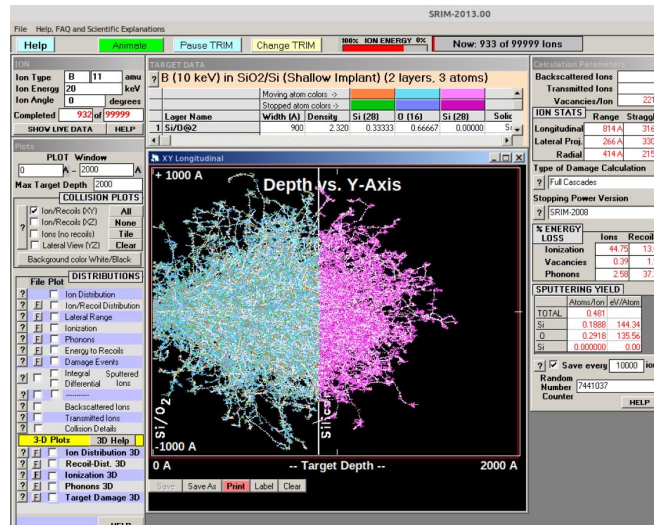 SRIM-2013.00
File Help, FAQ and Scientific Explanations
Help Animate Pause TRIM Change TRIM 100% ION ENERGY 0% Now: 933 of 99999 Ions
ION
Ion Type B 11 amu
Ion Energy 20 keV
Ion Angle 0 degrees
Completed 932 of 99999
SHOW LIVE DATA HELP
Plots
PLOT Window
0 A - 2000 A
Max Target Depth 2000
COLLISION PLOTS
Ion/Recoils (XY) All
Ion/Recoils (XZ) None
? Ions (no recoils) Tile
Lateral View (YZ) Clear
Background color White/Black
File Plot DISTRIBUTIONS
? Ion Distribution
? F Ion/Recoil Distribution
? F Lateral Range
? F Ionization
? F Phonons
? F Energy to Recoils
? F Damage Events
? Integral Sputtered
Differential Ions
? ----------
Backscattered Ions
Transmitted Ions
Collision Details
3-D Plots 3D Help
? F Ion Distribution 3D
? F Recoil-Dist. 3D
? F Ionization 3D
? F Phonons 3D
? F Target Damage 3D
HELP
TARGET DATA
? B (10 keV) in SiO2/Si (Shallow Implant) (2 layers, 3 atoms)
Moving atom colors ->
Stopped atom colors ->
Layer Name Width (A) Density Si (28) O (16) Si (28) Solid
1 Si/O@2 900 2.320 0.33333 0.66667 0.00000
XY Longitudinal
+ 1000 A
Depth vs. Y-Axis
Si/O2
Silicon
-1000 A
0 A -- Target Depth -- 2000 A
Save Save As Print Label Clear
Calculation Parameters
Backscattered Ions
Transmitted Ions
Vacancies/Ion 221
ION STATS Range Straggle
Longitudinal 814 A 316
Lateral Proj. 266 A 330
Radial 414 A 215
Type of Damage Calculation
? Full Cascades
Stopping Power Version
? SRIM-2008
% ENERGY LOSS Ions Recoils
Ionization 44.75 13.
Vacancies 0.39 1.
Phonons 2.58 37.
SPUTTERING YIELD
Atoms/Ion eV/Atom
TOTAL 0.481
Si 0.1888 144.34
O 0.2918 135.56
Si 0.000000 0.00
? Save every 10000 ion
Random
Number 7441037
Counter
HELP